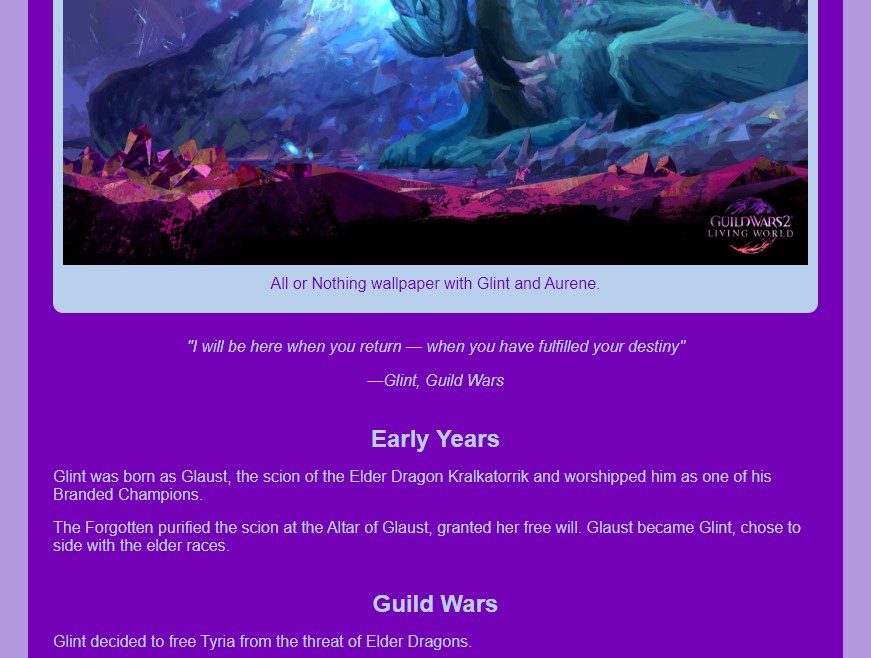 GUILDWARS2
LIVING WORLD
All or Nothing wallpaper with Glint and Aurene.
"I will be here when you return — when you have fulfilled your destiny"
—Glint, Guild Wars
Early Years
Glint was born as Glaust, the scion of the Elder Dragon Kralkatorrik and worshipped him as one of his
Branded Champions.
The Forgotten purified the scion at the Altar of Glaust, granted her free will. Glaust became Glint, chose to
side with the elder races.
Guild Wars
Glint decided to free Tyria from the threat of Elder Dragons.